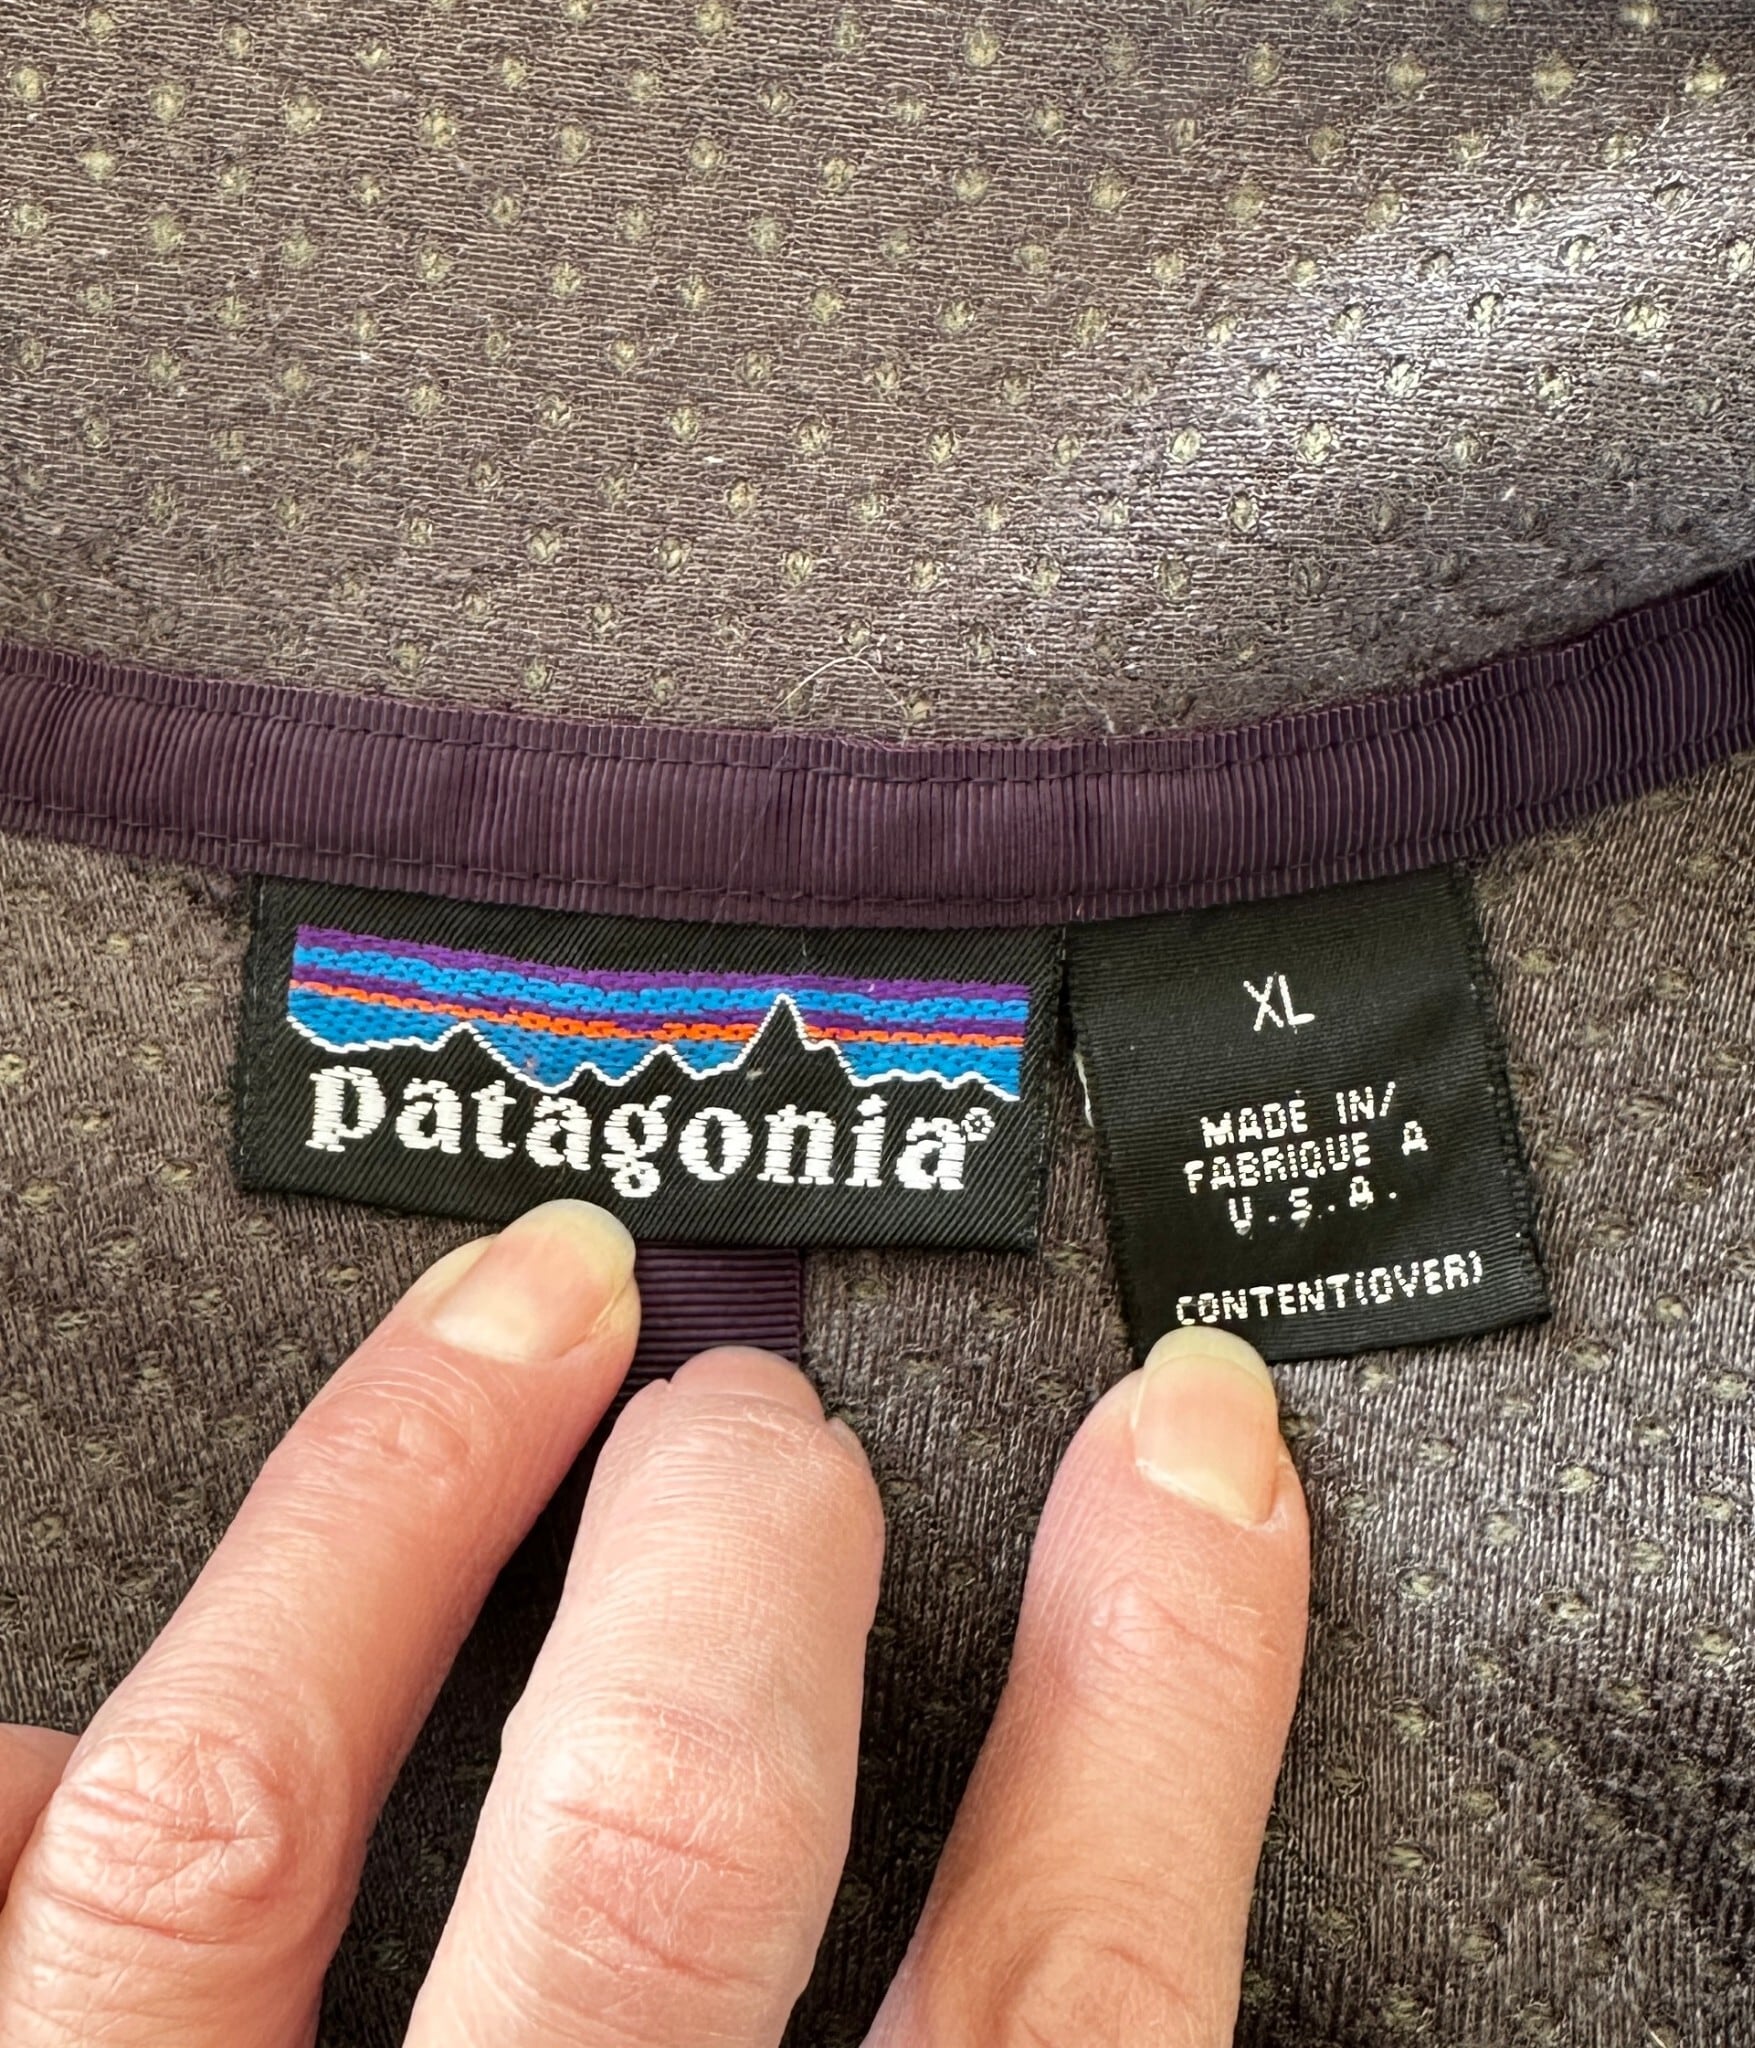 patagonia®
XL
MADE IN/
FABRIQUE A
U.S.A.
CONTENT(OVER)